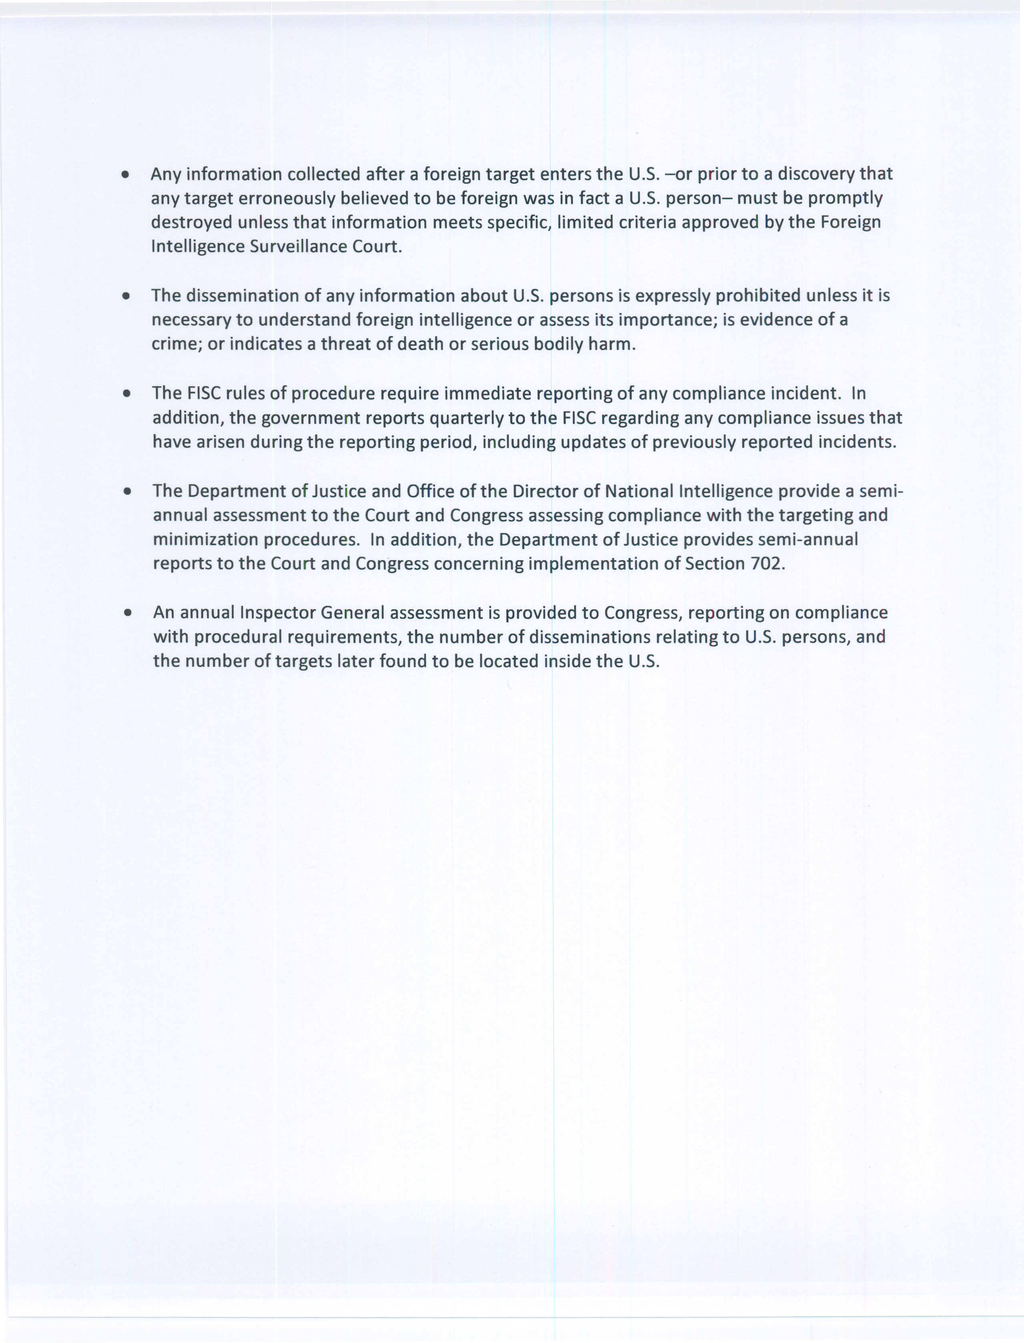 • Any information collected after a foreign target enters the U.S. –or prior to a discovery that
any target erroneously believed to be foreign was in fact a U.S. person– must be promptly
destroyed unless that information meets specific, limited criteria approved by the Foreign
Intelligence Surveillance Court.
• The dissemination of any information about U.S. persons is expressly prohibited unless it is
necessary to understand foreign intelligence or assess its importance; is evidence of a
crime; or indicates a threat of death or serious bodily harm.
• The FISC rules of procedure require immediate reporting of any compliance incident. In
addition, the government reports quarterly to the FISC regarding any compliance issues that
have arisen during the reporting period, including updates of previously reported incidents.
• The Department of Justice and Office of the Director of National Intelligence provide a semi-
annual assessment to the Court and Congress assessing compliance with the targeting and
minimization procedures. In addition, the Department of Justice provides semi-annual
reports to the Court and Congress concerning implementation of Section 702.
• An annual Inspector General assessment is provided to Congress, reporting on compliance
with procedural requirements, the number of disseminations relating to U.S. persons, and
the number of targets later found to be located inside the U.S.